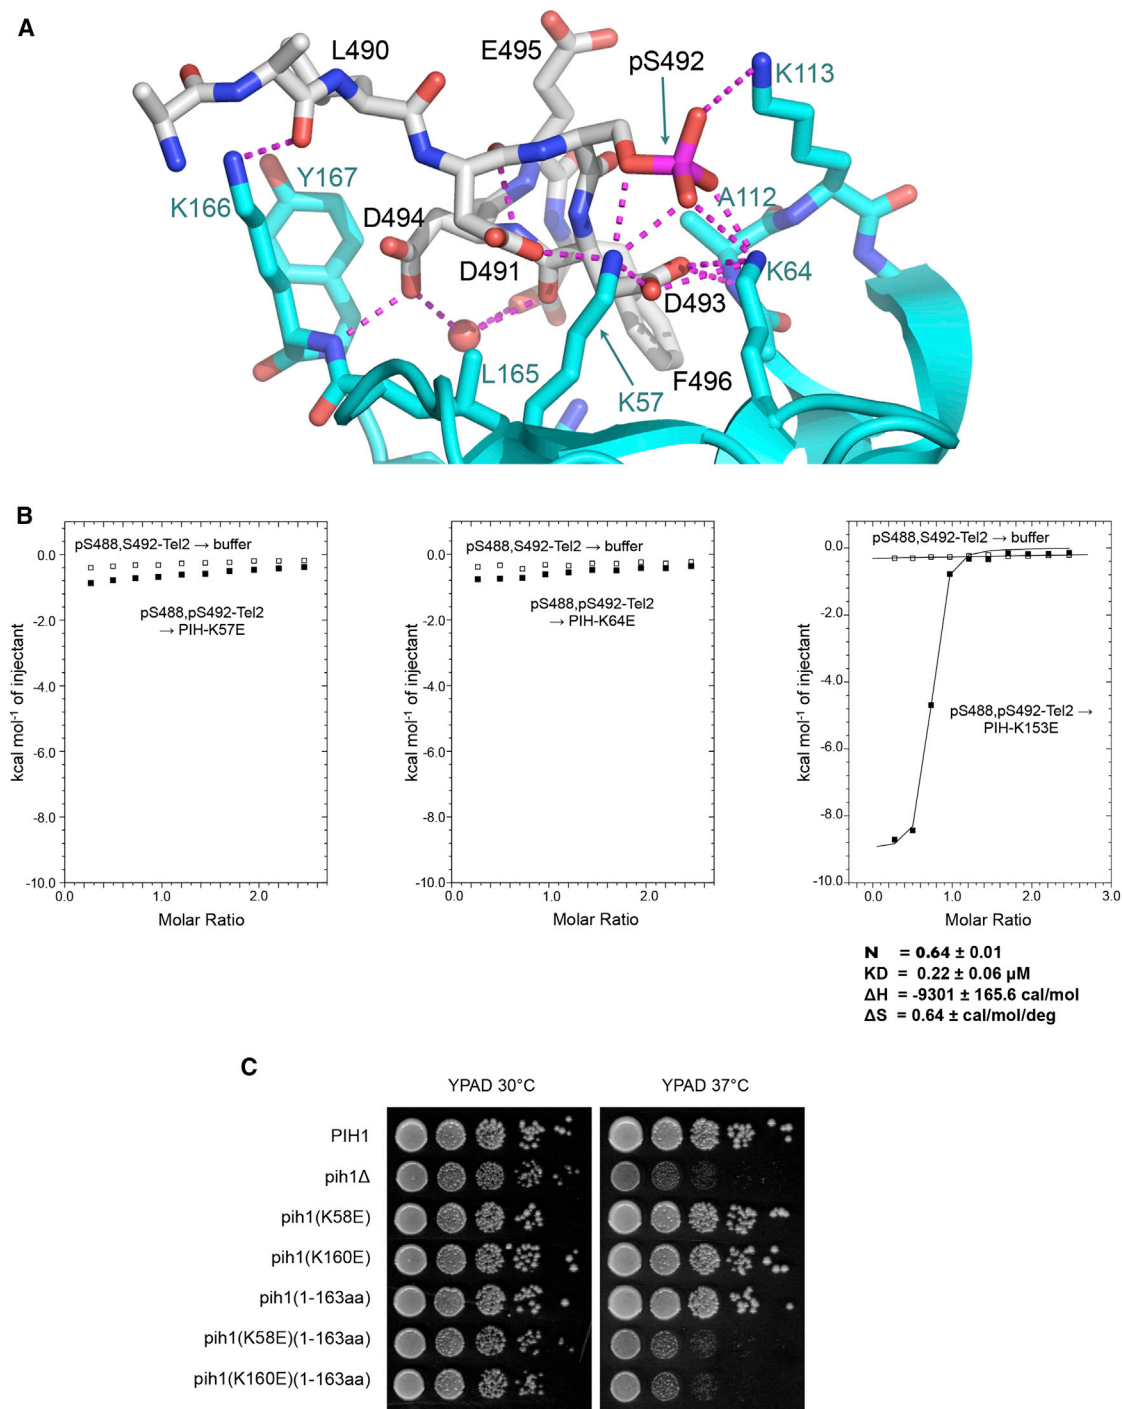 A
L490
E495
pS492
K113
Y167
K166
A112
D494
D491
K64
D493
L165
F496
K57
B
pS488,S492-Tel2 → buffer
pS488,pS492-Tel2
→ PIH-K57E
kcal mol-1 of injectant
0.0
-2.0
-4.0
-6.0
-8.0
-10.0
0.0 1.0 2.0
Molar Ratio
pS488,S492-Tel2 → buffer
pS488,pS492-Tel2
→ PIH-K64E
kcal mol-1 of injectant
0.0
-2.0
-4.0
-6.0
-8.0
-10.0
0.0 1.0 2.0
Molar Ratio
pS488,S492-Tel2 → buffer
pS488,pS492-Tel2 →
PIH-K153E
kcal mol-1 of injectant
0.0
-2.0
-4.0
-6.0
-8.0
-10.0
0.0 1.0 2.0 3.0
Molar Ratio
N = 0.64 ± 0.01
KD = 0.22 ± 0.06 µM
ΔH = -9301 ± 165.6 cal/mol
ΔS = 0.64 ± cal/mol/deg
C
YPAD 30°C YPAD 37°C
PIH1
pih1Δ
pih1(K58E)
pih1(K160E)
pih1(1-163aa)
pih1(K58E)(1-163aa)
pih1(K160E)(1-163aa)